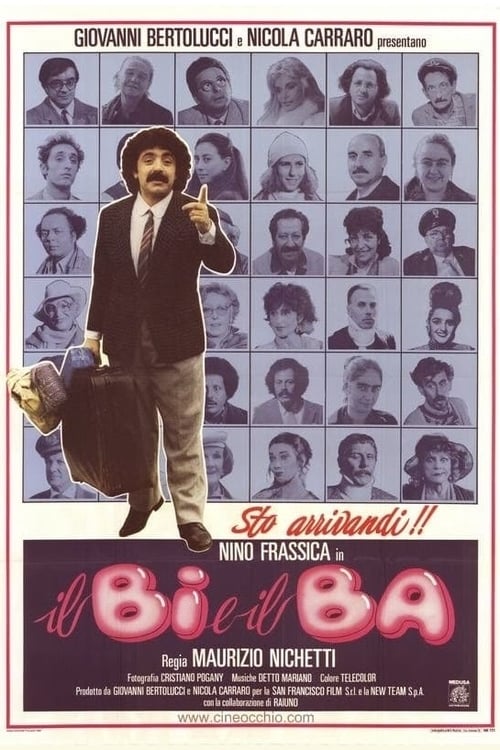 GIOVANNI BERTOLUCCI e NICOLA CARRARO presentano
Sto arrivandi!!
NINO FRASSICA in
il Bi e il BA
Regia MAURIZIO NICHETTI
Fotografia CRISTIANO POGANY Musiche DETTO MARIANO Colore TELECOLOR
Prodotto da GIOVANNI BERTOLUCCI e NICOLA CARRARO per la SAN FRANCISCO FILM S.r.l. e la NEW TEAM S.p.A.
con la collaborazione di RAIUNO
MEDUSA
www.cineocchio.com